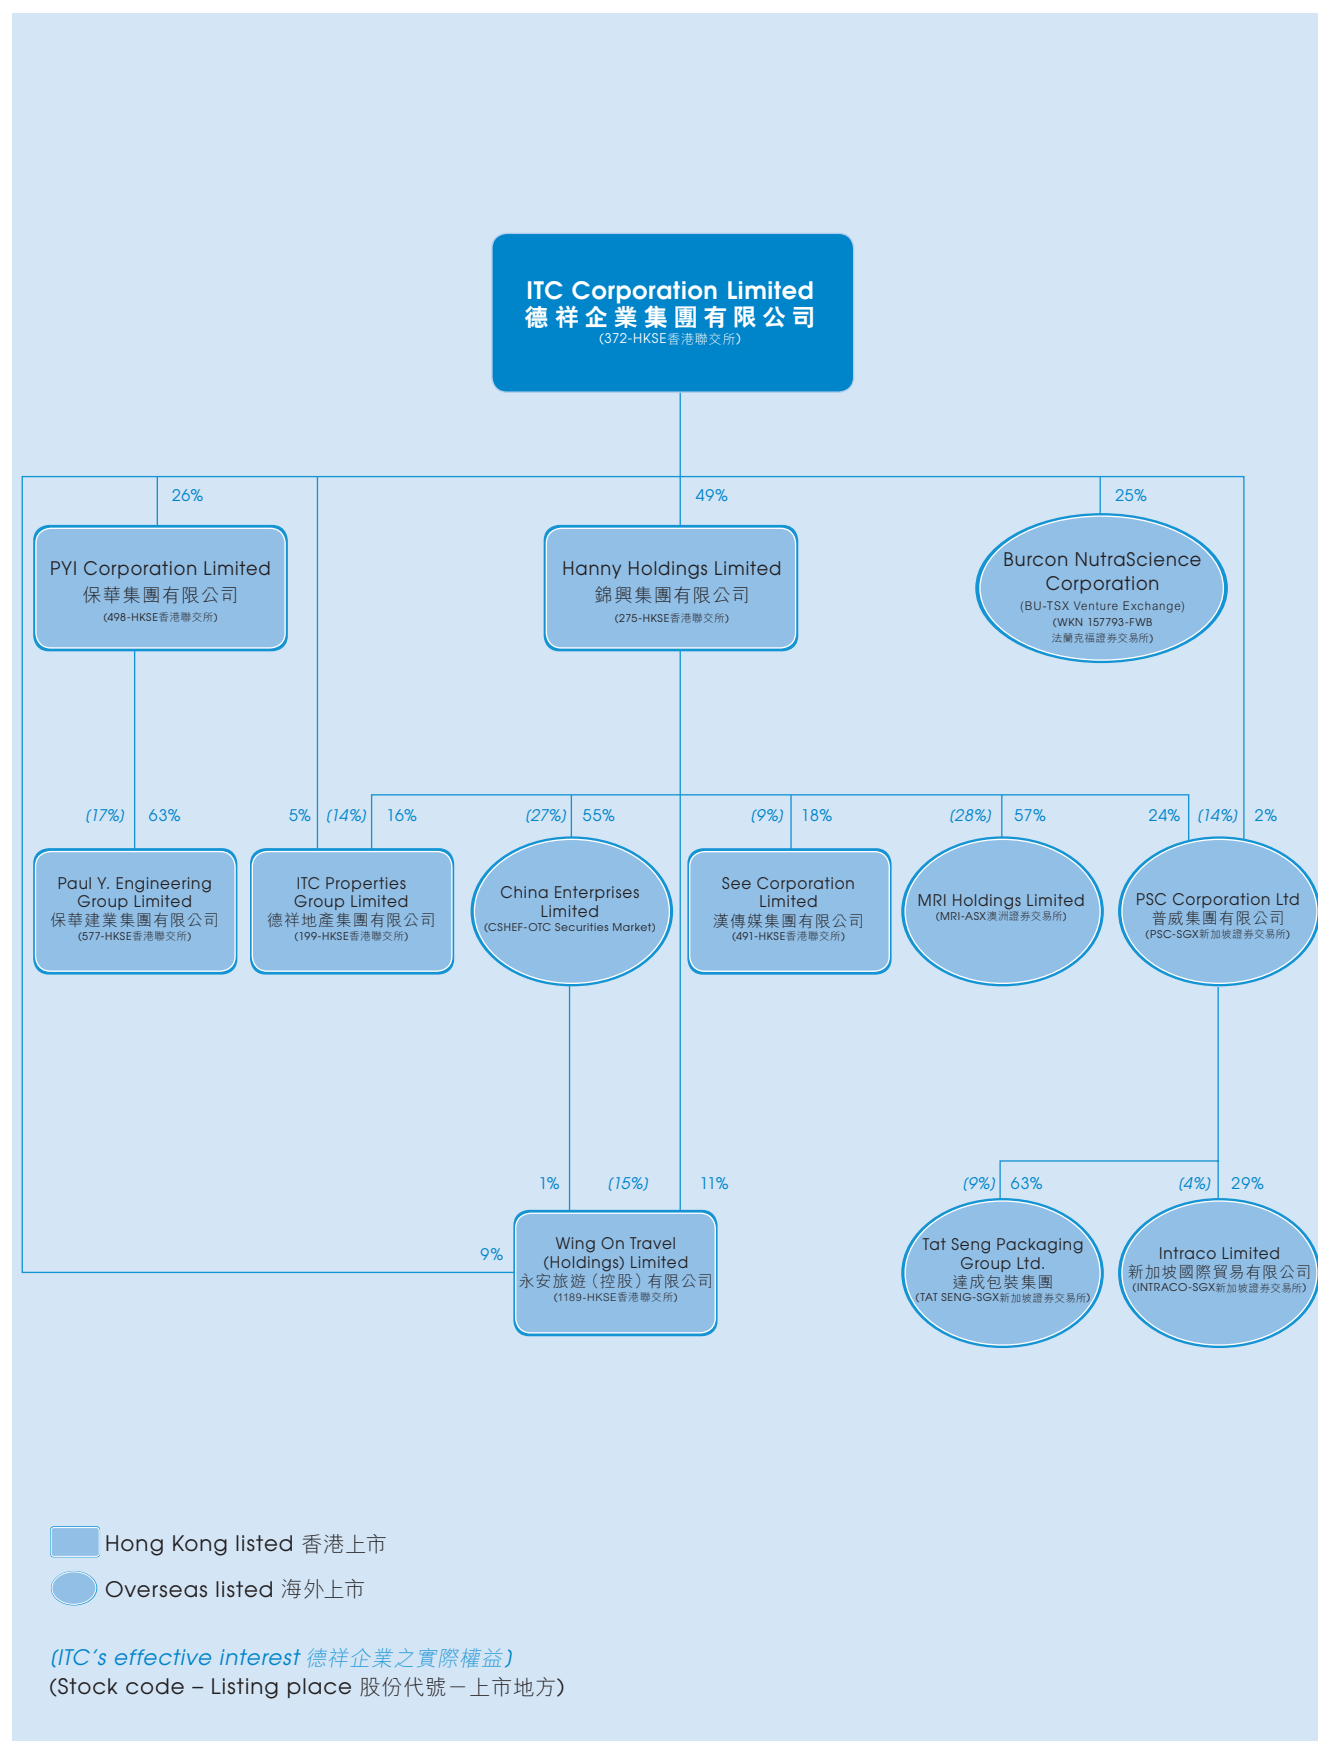 ITC Corporation Limited
德祥企業集團有限公司
(372-HKSE香港聯交所)
26%
49%
25%
PYI Corporation Limited
保華集團有限公司
(498-HKSE香港聯交所)
Hanny Holdings Limited
錦興集團有限公司
(275-HKSE香港聯交所)
Burcon NutraScience
Corporation
(BU-TSX Venture Exchange)
(WKN 157793-FWB
法蘭克福證券交易所)
(17%) 63%
5% (14%) 16%
(27%) 55%
(9%) 18%
(28%) 57%
24% (14%) 2%
Paul Y. Engineering
Group Limited
保華建業集團有限公司
(577-HKSE香港聯交所)
ITC Properties
Group Limited
德祥地產集團有限公司
(199-HKSE香港聯交所)
China Enterprises
Limited
(CSHEF-OTC Securities Market)
See Corporation
Limited
漢傳媒集團有限公司
(491-HKSE香港聯交所)
MRI Holdings Limited
(MRI-ASX澳洲證券交易所)
PSC Corporation Ltd
普威集團有限公司
(PSC-SGX新加坡證券交易所)
1% (15%) 11%
(9%) 63%
(4%) 29%
9%
Wing On Travel
(Holdings) Limited
永安旅遊（控股）有限公司
(1189-HKSE香港聯交所)
Tat Seng Packaging
Group Ltd.
達成包裝集團
(TAT SENG-SGX新加坡證券交易所)
Intraco Limited
新加坡國際貿易有限公司
(INTRACO-SGX新加坡證券交易所)
Hong Kong listed 香港上市
Overseas listed 海外上市
(ITC's effective interest 德祥企業之實際權益)
(Stock code – Listing place 股份代號－上市地方)